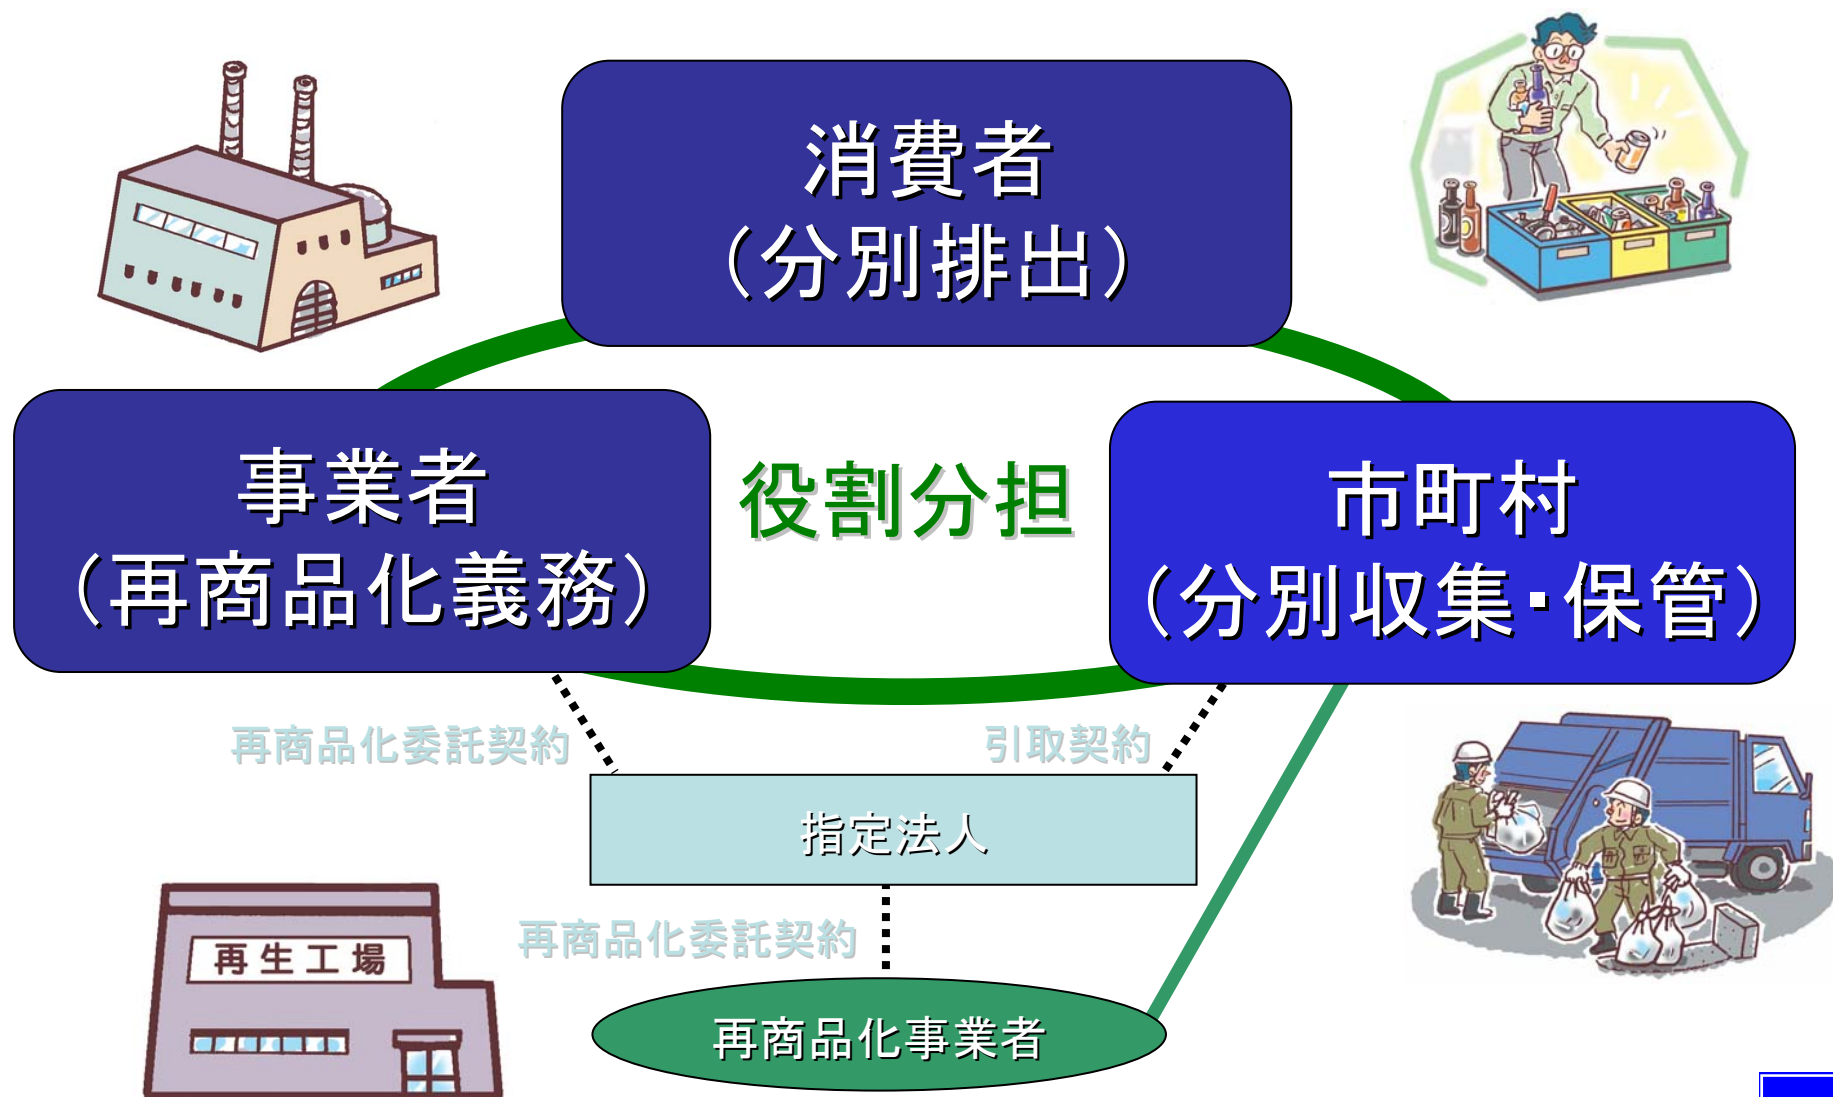 消費者
（分別排出）
事業者
（再商品化義務）
役割分担
市町村
（分別収集・保管）
再商品化委託契約
引取契約
指定法人
再商品化委託契約
再生工場
再商品化事業者